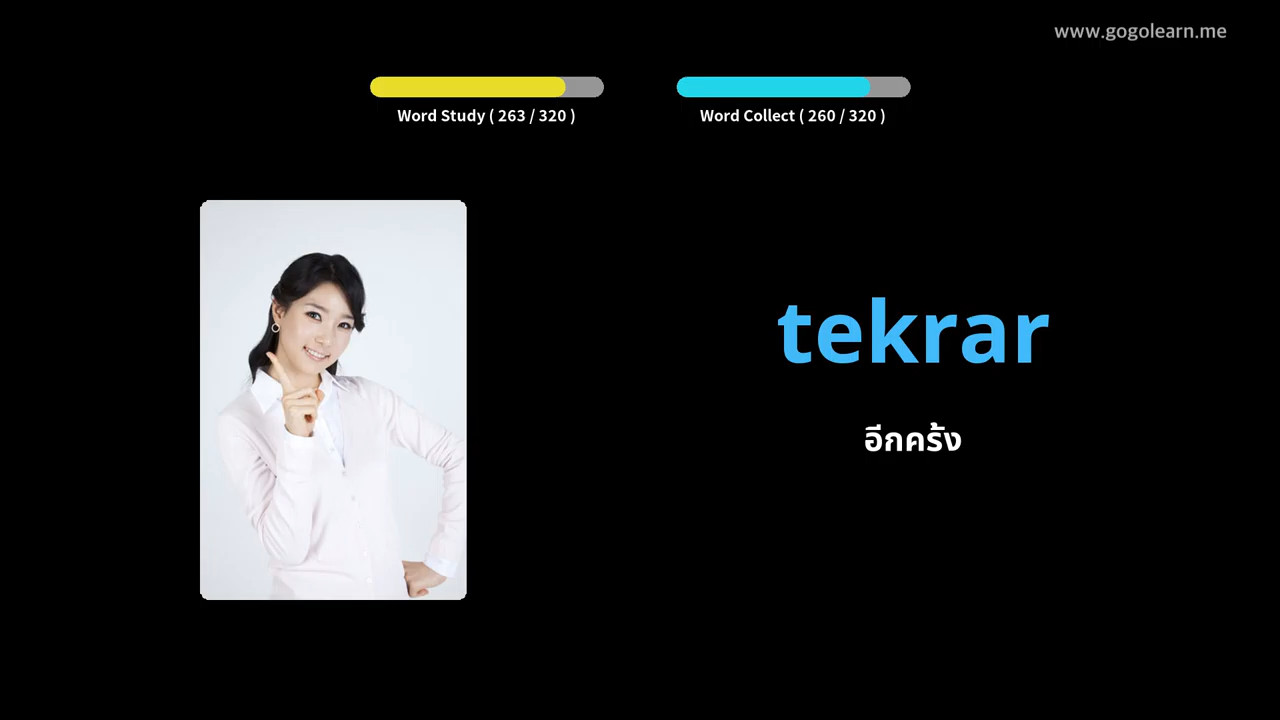 www.gogolearn.me
Word Study ( 263 / 320 )
Word Collect ( 260 / 320 )
tekrar
อีกครั้ง